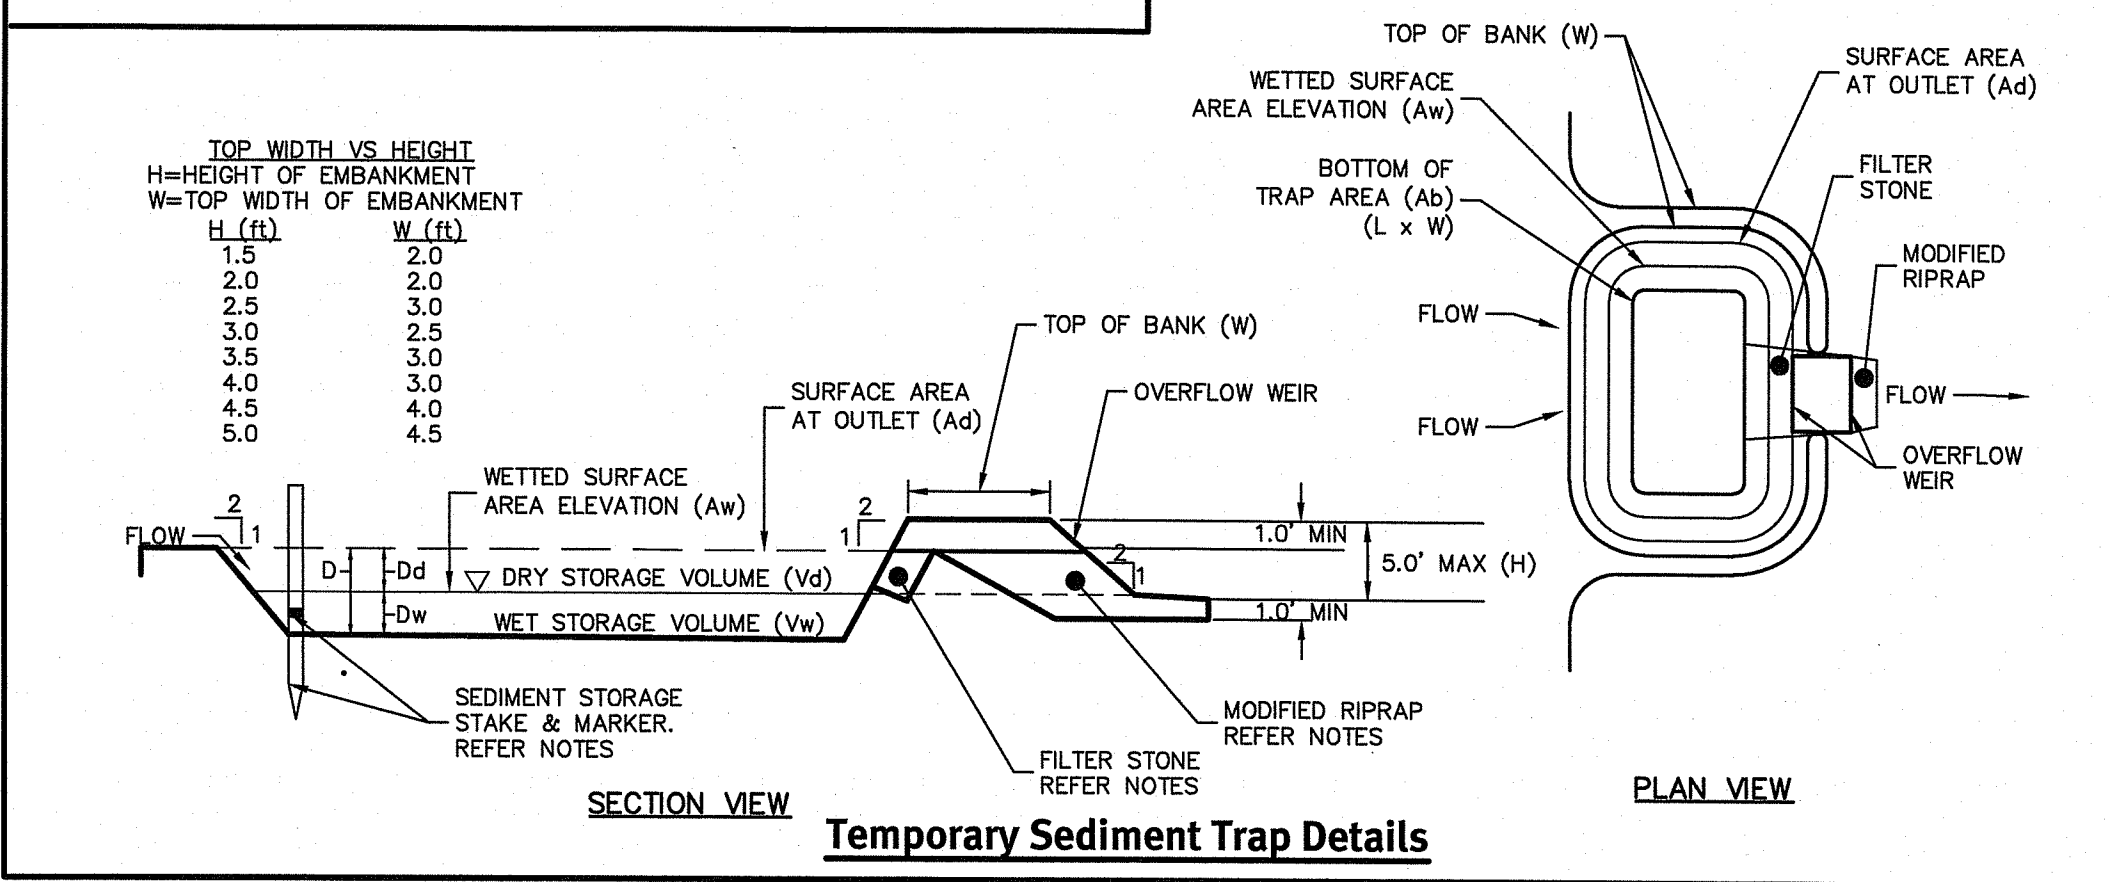 TOP WIDTH VS HEIGHT
H=HEIGHT OF EMBANKMENT
W=TOP WIDTH OF EMBANKMENT
H (ft) W (ft)
1.5 2.0
2.0 2.0
2.5 3.0
3.0 2.5
3.5 3.0
4.0 3.0
4.5 4.0
5.0 4.5
FLOW
2
1
WETTED SURFACE
AREA ELEVATION (Aw)
SURFACE AREA
AT OUTLET (Ad)
TOP OF BANK (W)
OVERFLOW WEIR
2
1
D
Dd
Dw
DRY STORAGE VOLUME (Vd)
WET STORAGE VOLUME (Vw)
2
1
1.0' MIN
5.0' MAX (H)
1.0' MIN
SEDIMENT STORAGE
STAKE & MARKER.
REFER NOTES
FILTER STONE
REFER NOTES
MODIFIED RIPRAP
REFER NOTES
SECTION VIEW
TOP OF BANK (W)
WETTED SURFACE
AREA ELEVATION (Aw)
BOTTOM OF
TRAP AREA (Ab)
(L x W)
SURFACE AREA
AT OUTLET (Ad)
FILTER
STONE
MODIFIED
RIPRAP
FLOW
FLOW
FLOW
OVERFLOW
WEIR
PLAN VIEW
Temporary Sediment Trap Details